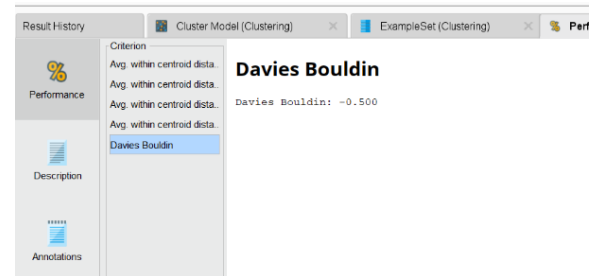 Result History
Cluster Model (Clustering)
ExampleSet (Clustering)
% Perf
%
Performance
Description
Annotations
Criterion
Avg. within centroid dista..
Avg. within centroid dista..
Avg. within centroid dista..
Avg. within centroid dista..
Davies Bouldin
Davies Bouldin
Davies Bouldin: -0.500